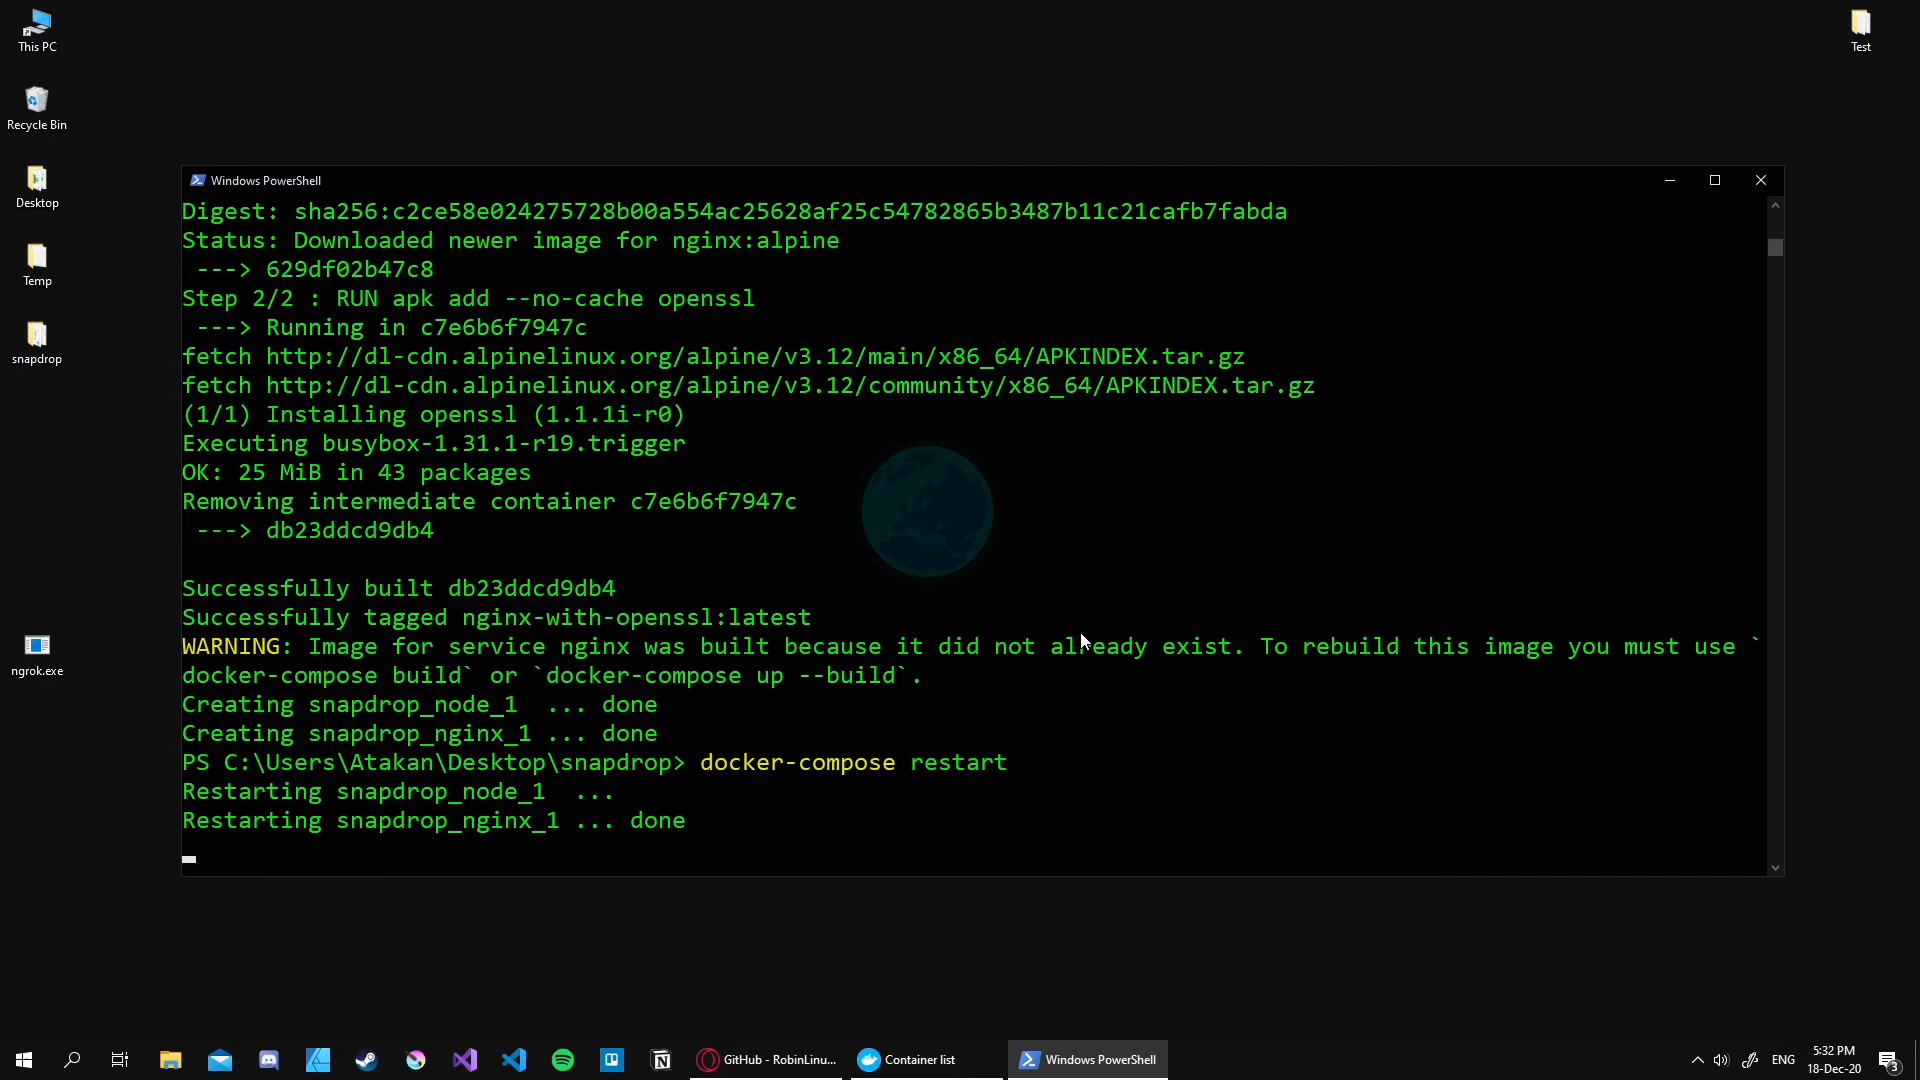 This PC
Recycle Bin
Desktop
Temp
snapdrop
ngrok.exe
Test
Windows PowerShell
Digest: sha256:c2ce58e024275728b00a554ac25628af25c54782865b3487b11c21cafb7fabda
Status: Downloaded newer image for nginx:alpine
 ---> 629df02b47c8
Step 2/2 : RUN apk add --no-cache openssl
 ---> Running in c7e6b6f7947c
fetch http://dl-cdn.alpinelinux.org/alpine/v3.12/main/x86_64/APKINDEX.tar.gz
fetch http://dl-cdn.alpinelinux.org/alpine/v3.12/community/x86_64/APKINDEX.tar.gz
(1/1) Installing openssl (1.1.1i-r0)
Executing busybox-1.31.1-r19.trigger
OK: 25 MiB in 43 packages
Removing intermediate container c7e6b6f7947c
 ---> db23ddcd9db4
Successfully built db23ddcd9db4
Successfully tagged nginx-with-openssl:latest
WARNING: Image for service nginx was built because it did not already exist. To rebuild this image you must use `
docker-compose build` or `docker-compose up --build`.
Creating snapdrop_node_1  ... done
Creating snapdrop_nginx_1 ... done
PS C:\Users\Atakan\Desktop\snapdrop> docker-compose restart
Restarting snapdrop_node_1  ...
Restarting snapdrop_nginx_1 ... done
GitHub - RobinLinu...
Container list
Windows PowerShell
ENG
5:32 PM
18-Dec-20
3